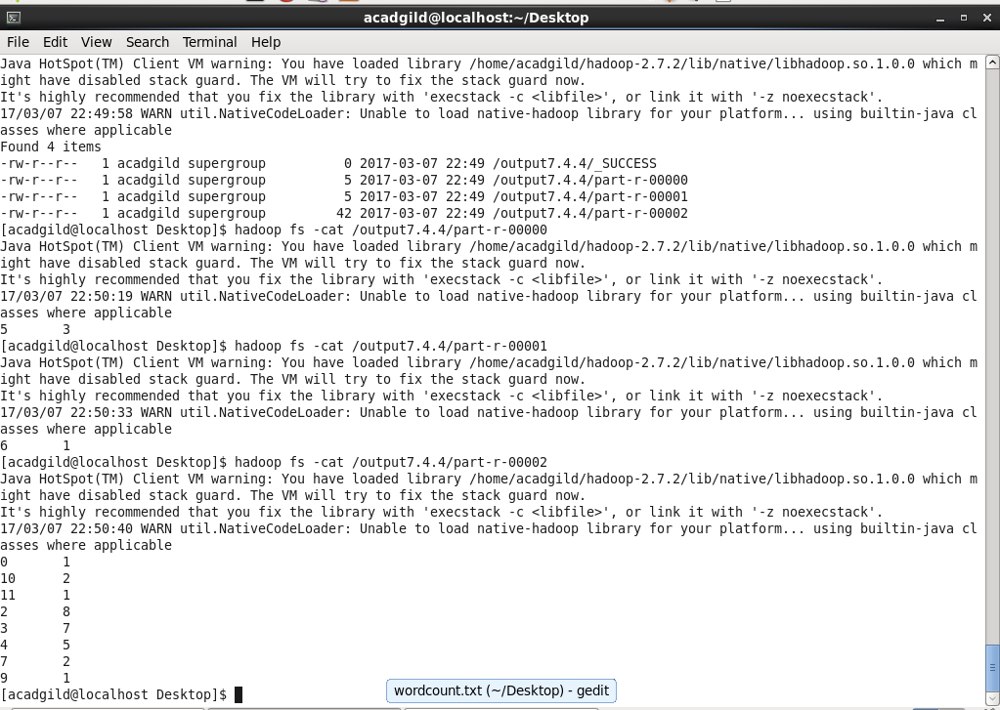 acadgild@localhost:~/Desktop
File Edit View Search Terminal Help
Java HotSpot(TM) Client VM warning: You have loaded library /home/acadgild/hadoop-2.7.2/lib/native/libhadoop.so.1.0.0 which m
ight have disabled stack guard. The VM will try to fix the stack guard now.
It's highly recommended that you fix the library with 'execstack -c <libfile>', or link it with '-z noexecstack'.
17/03/07 22:49:58 WARN util.NativeCodeLoader: Unable to load native-hadoop library for your platform... using builtin-java cl
asses where applicable
Found 4 items
-rw-r--r--   1 acadgild supergroup          0 2017-03-07 22:49 /output7.4.4/_SUCCESS
-rw-r--r--   1 acadgild supergroup          5 2017-03-07 22:49 /output7.4.4/part-r-00000
-rw-r--r--   1 acadgild supergroup          5 2017-03-07 22:49 /output7.4.4/part-r-00001
-rw-r--r--   1 acadgild supergroup         42 2017-03-07 22:49 /output7.4.4/part-r-00002
[acadgild@localhost Desktop]$ hadoop fs -cat /output7.4.4/part-r-00000
Java HotSpot(TM) Client VM warning: You have loaded library /home/acadgild/hadoop-2.7.2/lib/native/libhadoop.so.1.0.0 which m
ight have disabled stack guard. The VM will try to fix the stack guard now.
It's highly recommended that you fix the library with 'execstack -c <libfile>', or link it with '-z noexecstack'.
17/03/07 22:50:19 WARN util.NativeCodeLoader: Unable to load native-hadoop library for your platform... using builtin-java cl
asses where applicable
5       3
[acadgild@localhost Desktop]$ hadoop fs -cat /output7.4.4/part-r-00001
Java HotSpot(TM) Client VM warning: You have loaded library /home/acadgild/hadoop-2.7.2/lib/native/libhadoop.so.1.0.0 which m
ight have disabled stack guard. The VM will try to fix the stack guard now.
It's highly recommended that you fix the library with 'execstack -c <libfile>', or link it with '-z noexecstack'.
17/03/07 22:50:33 WARN util.NativeCodeLoader: Unable to load native-hadoop library for your platform... using builtin-java cl
asses where applicable
6       1
[acadgild@localhost Desktop]$ hadoop fs -cat /output7.4.4/part-r-00002
Java HotSpot(TM) Client VM warning: You have loaded library /home/acadgild/hadoop-2.7.2/lib/native/libhadoop.so.1.0.0 which m
ight have disabled stack guard. The VM will try to fix the stack guard now.
It's highly recommended that you fix the library with 'execstack -c <libfile>', or link it with '-z noexecstack'.
17/03/07 22:50:40 WARN util.NativeCodeLoader: Unable to load native-hadoop library for your platform... using builtin-java cl
asses where applicable
0       1
10      2
11      1
2       8
3       7
4       5
7       2
9       1
[acadgild@localhost Desktop]$
wordcount.txt (~/Desktop) - gedit